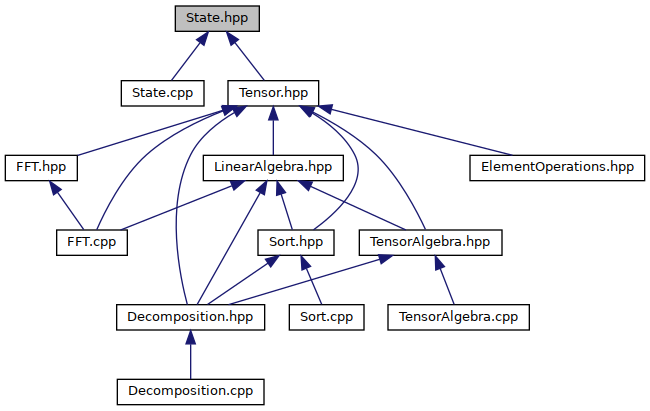 State.hpp
State.cpp
Tensor.hpp
FFT.hpp
LinearAlgebra.hpp
ElementOperations.hpp
FFT.cpp
Sort.hpp
TensorAlgebra.hpp
Decomposition.hpp
Sort.cpp
TensorAlgebra.cpp
Decomposition.cpp